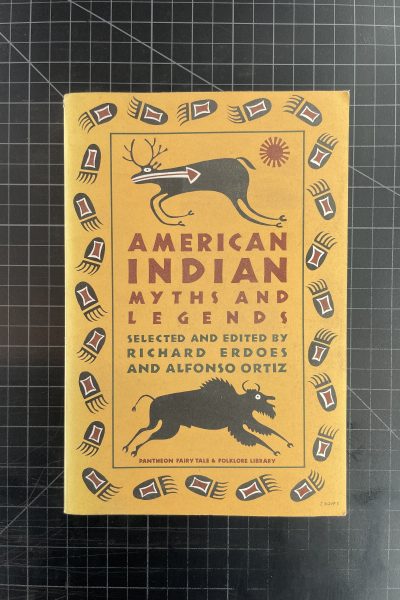 AMERICAN
INDIAN
MYTHS AND
LEGENDS
SELECTED AND EDITED BY
RICHARD ERDOES
AND ALFONSO ORTIZ
PANTHEON FAIRY TALE & FOLKLORE LIBRARY